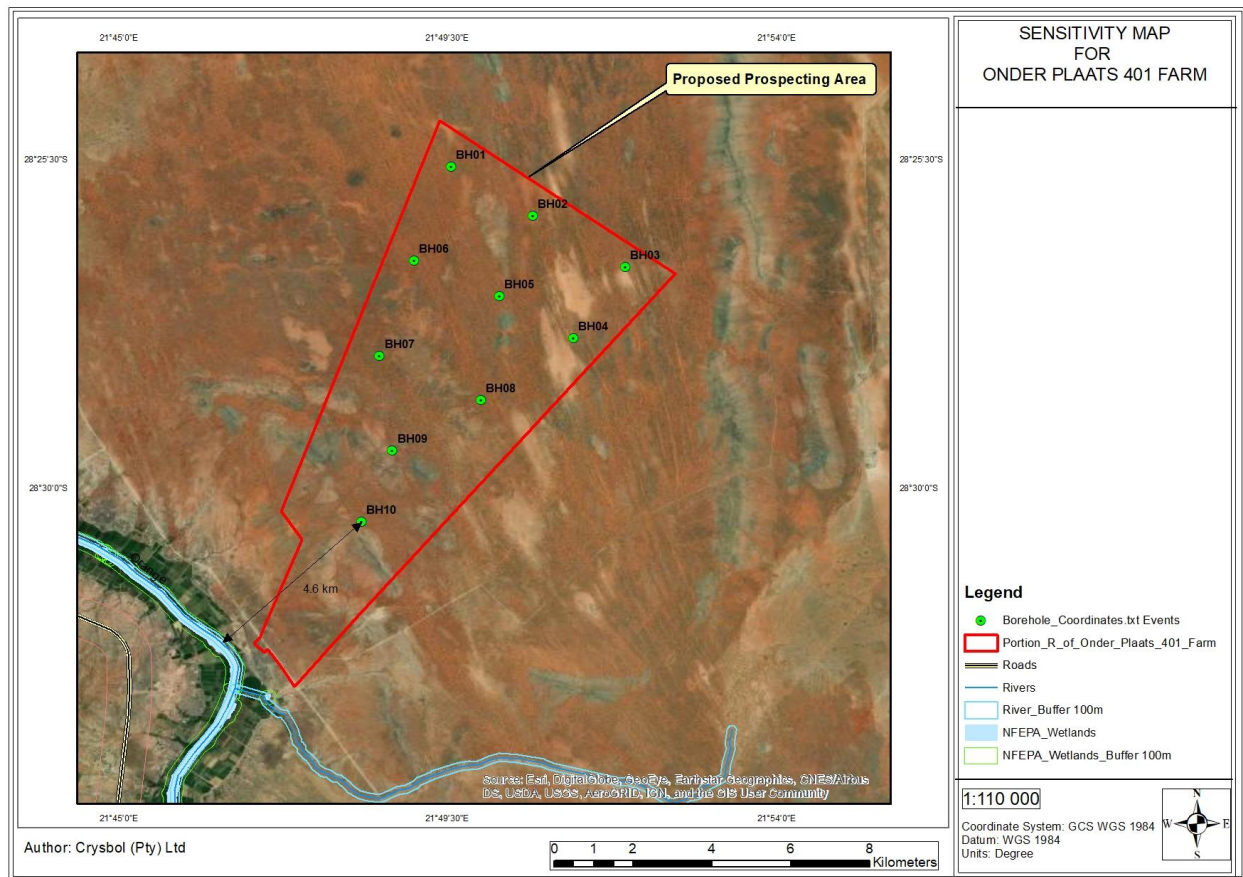 21°45'0"E
21°49'30"E
21°54'0"E
SENSITIVITY MAP
FOR
ONDER PLAATS 401 FARM
Proposed Prospecting Area
28°25'30"S
28°25'30"S
BH01
BH02
BH06
BH03
BH05
BH04
BH07
BH08
BH09
28°30'0"S
28°30'0"S
BH10
4.6 km
Legend
Borehole_Coordinates.txt Events
Portion_R_of_Onder_Plaats_401_Farm
Roads
Rivers
River_Buffer 100m
NFEPA_Wetlands
NFEPA_Wetlands_Buffer 100m
Source: Esri, DigitalGlobe, GeoEye, Earthstar Geographics, CNES/Airbus
DS, USDA, USGS, AeroGRID, IGN, and the GIS User Community
21°45'0"E
21°49'30"E
21°54'0"E
1:110 000
Coordinate System: GCS WGS 1984
Datum: WGS 1984
Units: Degree
N
W
E
S
Author: Crysbol (Pty) Ltd
0 1 2 4 6 8
Kilometers